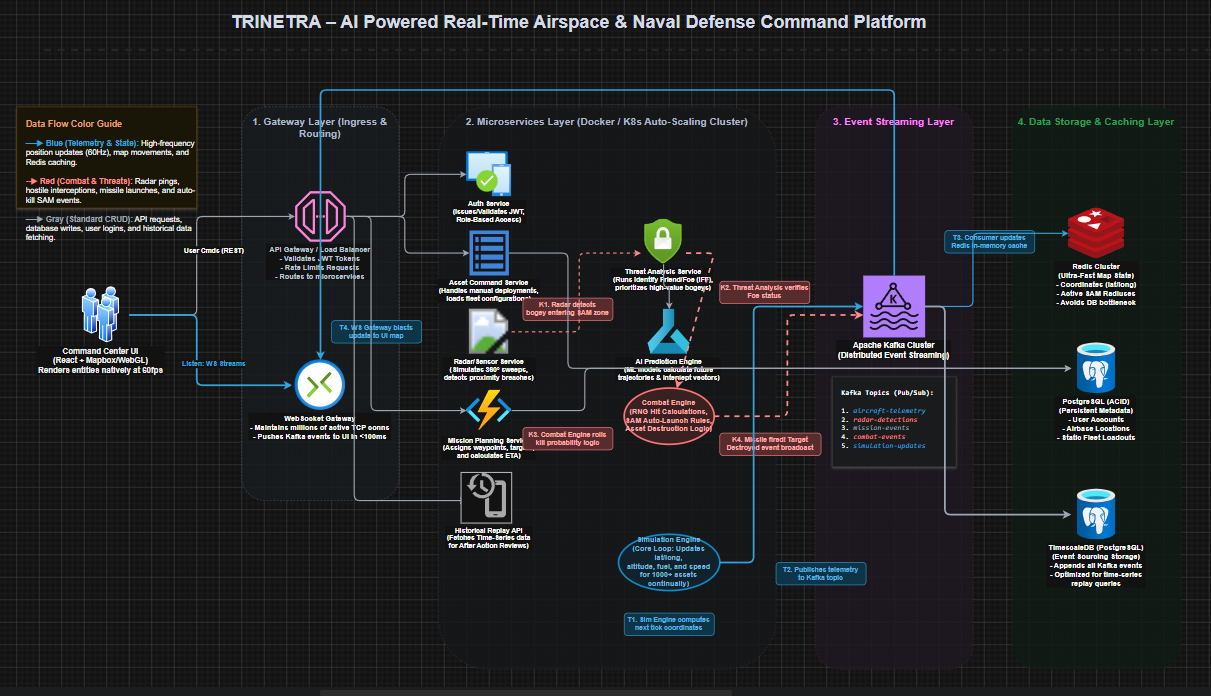 TRINETRA – AI Powered Real-Time Airspace & Naval Defense Command Platform
Data Flow Color Guide
Blue (Telemetry & State): High-frequency
position updates (60Hz), map movements, and
Redis caching.
Red (Combat & Threats): Radar pings,
hostile interceptions, missile launches, and auto-
kill SAM events.
Gray (Standard CRUD): API requests,
database writes, user logins, and historical data
fetching.
User Cmds (REST)
Command Center UI
(React + Mapbox/WebGL)
Renders entities natively at 60fps
Listen: WS Streams
1. Gateway Layer (Ingress &
Routing)
API Gateway / Load Balancer
- Validates JWT Tokens
- Rate Limits Requests
- Routes to microservices
T4. WS Gateway blasts
update to UI map
WebSocket Gateway
- Maintains millions of active TCP conns
- Pushes Kafka events to UI in <100ms
2. Microservices Layer (Docker / K8s Auto-Scaling Cluster)
Auth Service
(Issues/Validates JWT,
Role-Based Access)
Asset Command Service
(Handles manual deployments,
loads fleet configurations)
K1. Radar detects
bogey entering SAM zone
Radar/Sensor Service
(Simulates 360° sweeps,
detects proximity breaches)
Mission Planning Servi
(Assigns waypoints, targ
and calculates ETA)
K3. Combat Engine rolls
kill probability logic
Historical Replay API
(Fetches Time-Series data
for After Action Reviews)
Threat Analysis Service
(Runs Identify Friend/Foe (IFF),
prioritizes high-value bogeys)
K2. Threat Analysis verifies
Foe status
AI Prediction Engine
(ML models calculate future
trajectories & intercept vectors)
Combat Engine
(RNG Hit Calculations,
SAM Auto-Launch Rules,
Asset Destruction Logic)
K4. Missile fired! Target
Destroyed event broadcast
Simulation Engine
(Core Loop: Updates
lat/long,
altitude, fuel, and speed
for 1000+ assets
continually)
T2. Publishes telemetry
to Kafka topic
T1. Sim Engine computes
next tick coordinates
3. Event Streaming Layer
K
Apache Kafka Cluster
(Distributed Event Streaming)
Kafka Topics (Pub/Sub):
1. aircraft-telemetry
2. radar-detections
3. mission-events
4. combat-events
5. simulation-updates
4. Data Storage & Caching Layer
T3. Consumer updates
Redis in-memory cache
Redis Cluster
(Ultra-Fast Map State)
- Coordinates (lat/long)
- Active SAM Radiuses
- Avoids DB bottleneck
PostgreSQL (ACID)
(Persistent Metadata)
- User Accounts
- Airbase Locations
- Static Fleet Loadouts
TimescaleDB (PostgreSQL)
(Event Sourcing Storage)
- Appends all Kafka events
- Optimized for time-series
replay queries